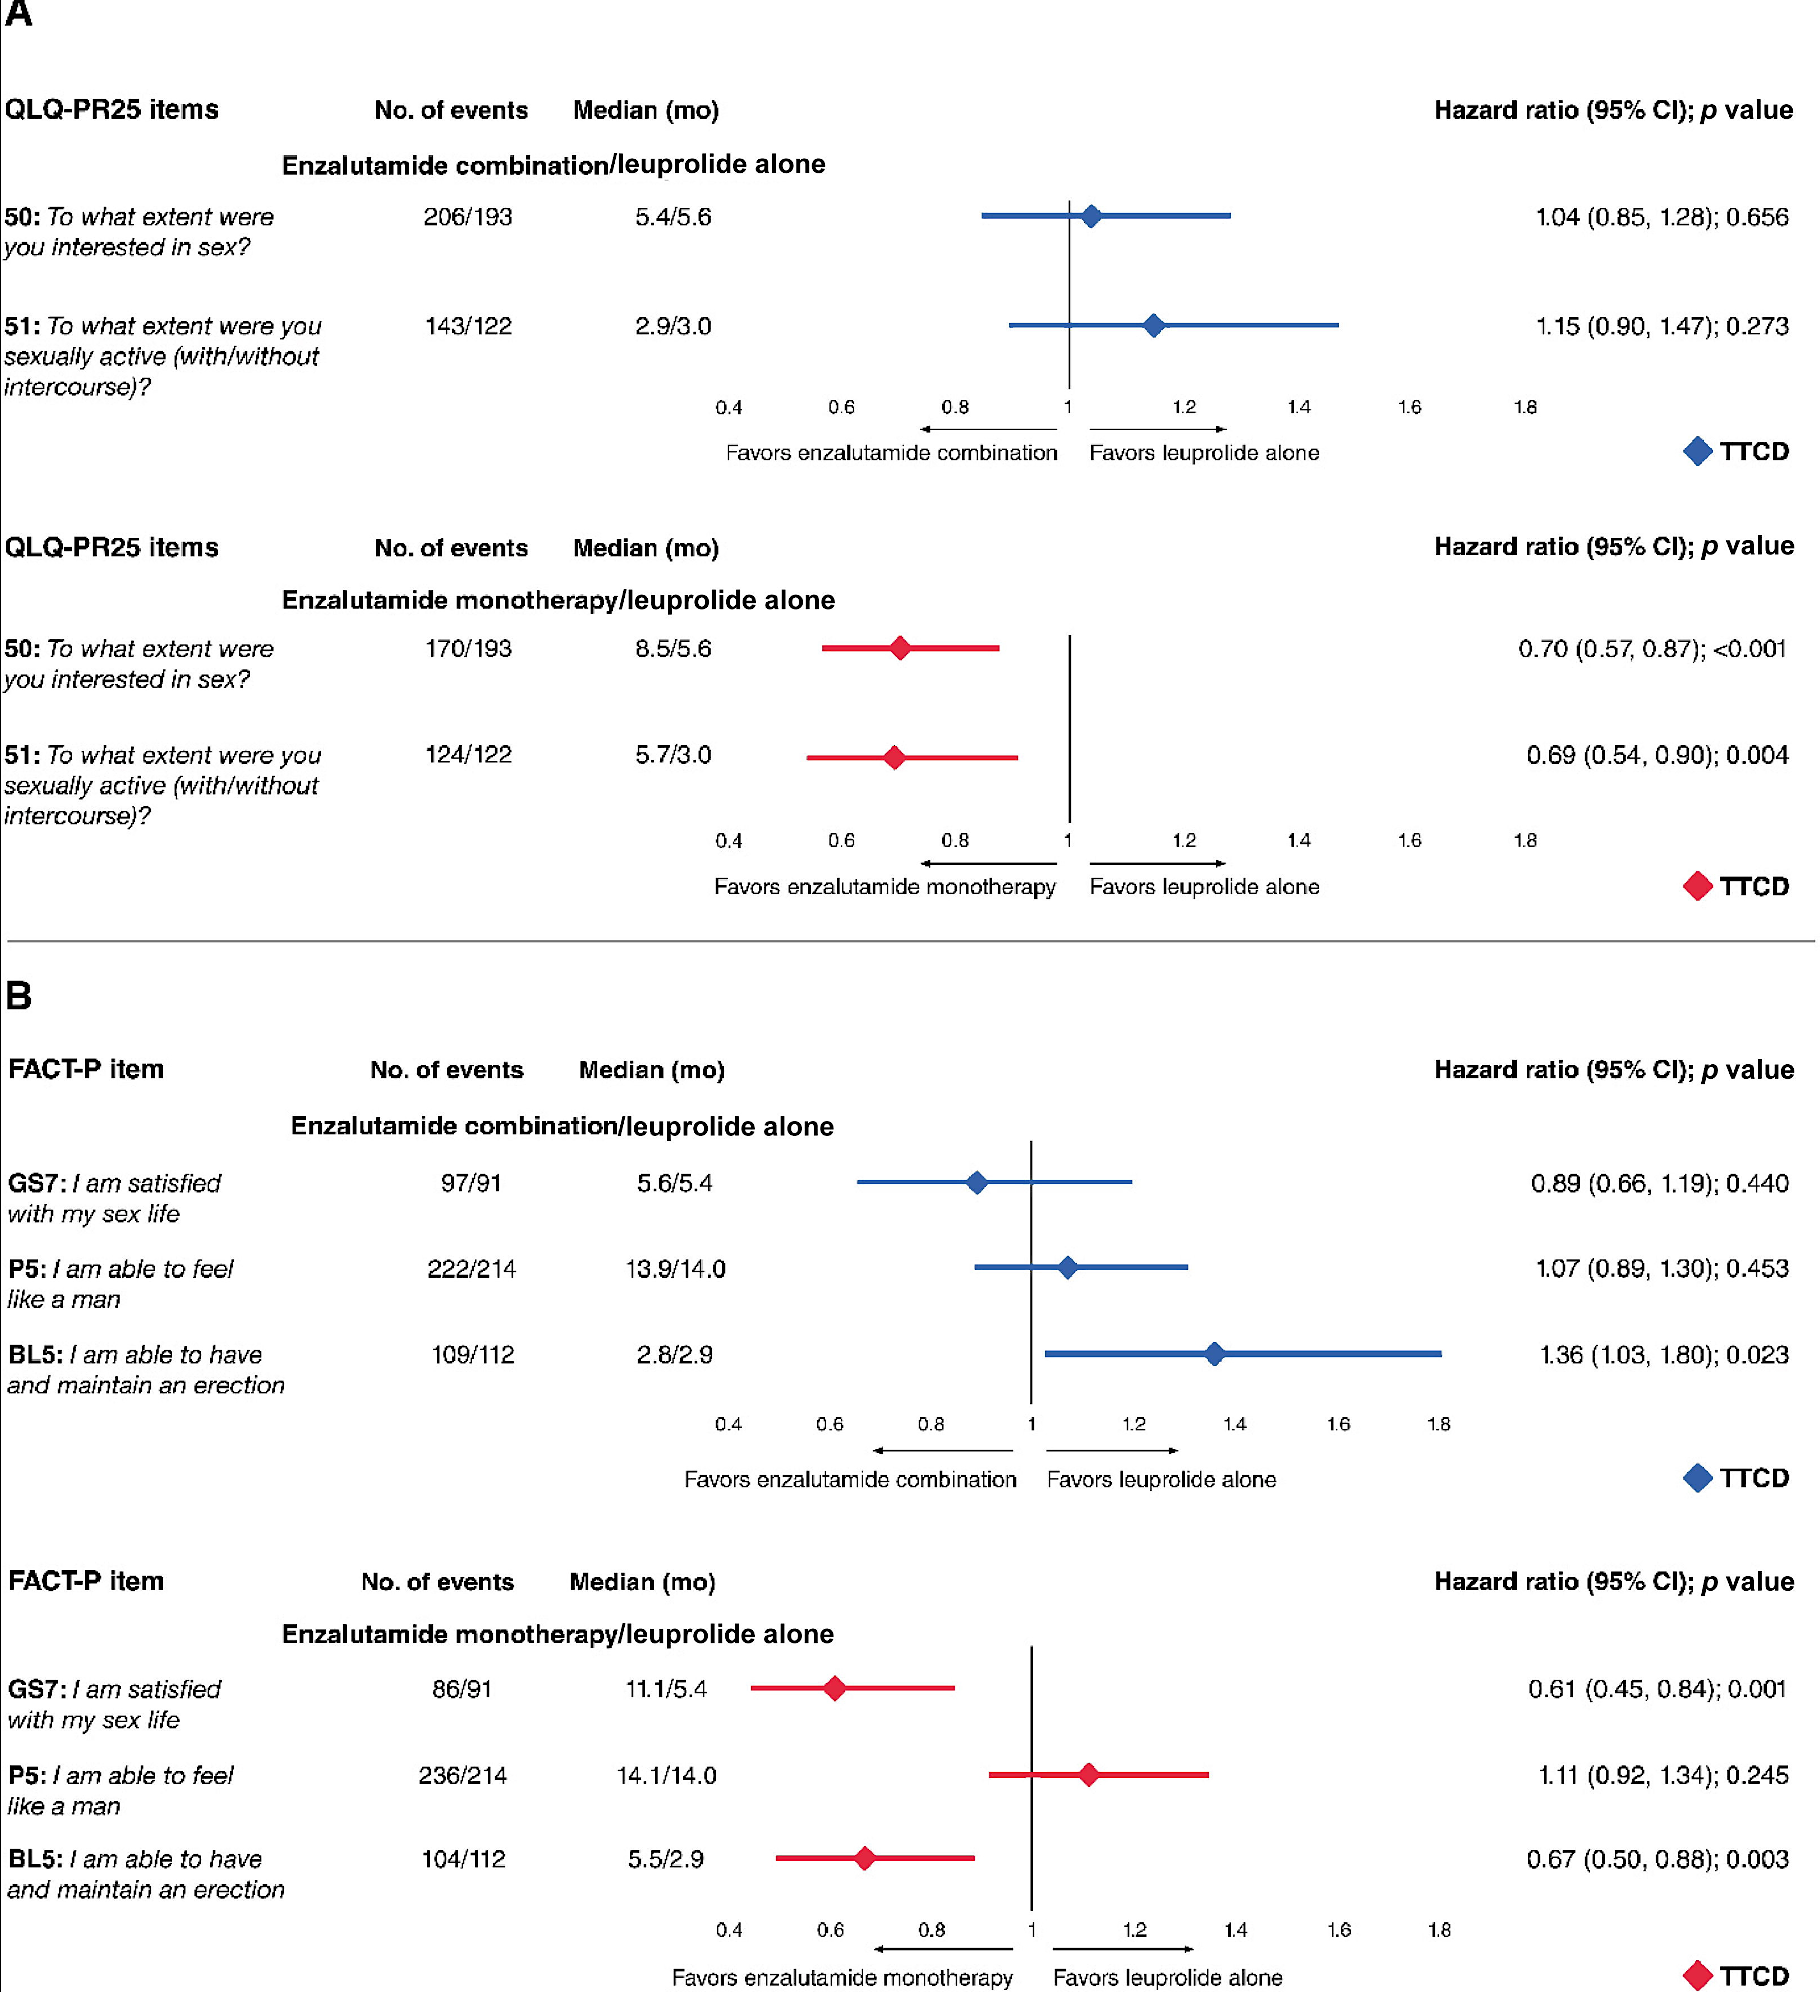 A
QLQ-PR25 items No. of events Median (mo) Hazard ratio (95% CI); p value
Enzalutamide combination/leuprolide alone
50: To what extent were 206/193 5.4/5.6 1.04 (0.85, 1.28); 0.656
you interested in sex?
51: To what extent were you 143/122 2.9/3.0 1.15 (0.90, 1.47); 0.273
sexually active (with/without
intercourse)?
0.4 0.6 0.8 1 1.2 1.4 1.6 1.8
Favors enzalutamide combination Favors leuprolide alone TTCD
QLQ-PR25 items No. of events Median (mo) Hazard ratio (95% CI); p value
Enzalutamide monotherapy/leuprolide alone
50: To what extent were 170/193 8.5/5.6 0.70 (0.57, 0.87); <0.001
you interested in sex?
51: To what extent were you 124/122 5.7/3.0 0.69 (0.54, 0.90); 0.004
sexually active (with/without
intercourse)?
0.4 0.6 0.8 1 1.2 1.4 1.6 1.8
Favors enzalutamide monotherapy Favors leuprolide alone TTCD
B
FACT-P item No. of events Median (mo) Hazard ratio (95% CI); p value
Enzalutamide combination/leuprolide alone
GS7: I am satisfied 97/91 5.6/5.4 0.89 (0.66, 1.19); 0.440
with my sex life
P5: I am able to feel 222/214 13.9/14.0 1.07 (0.89, 1.30); 0.453
like a man
BL5: I am able to have 109/112 2.8/2.9 1.36 (1.03, 1.80); 0.023
and maintain an erection
0.4 0.6 0.8 1 1.2 1.4 1.6 1.8
Favors enzalutamide combination Favors leuprolide alone TTCD
FACT-P item No. of events Median (mo) Hazard ratio (95% CI); p value
Enzalutamide monotherapy/leuprolide alone
GS7: I am satisfied 86/91 11.1/5.4 0.61 (0.45, 0.84); 0.001
with my sex life
P5: I am able to feel 236/214 14.1/14.0 1.11 (0.92, 1.34); 0.245
like a man
BL5: I am able to have 104/112 5.5/2.9 0.67 (0.50, 0.88); 0.003
and maintain an erection
0.4 0.6 0.8 1 1.2 1.4 1.6 1.8
Favors enzalutamide monotherapy Favors leuprolide alone TTCD